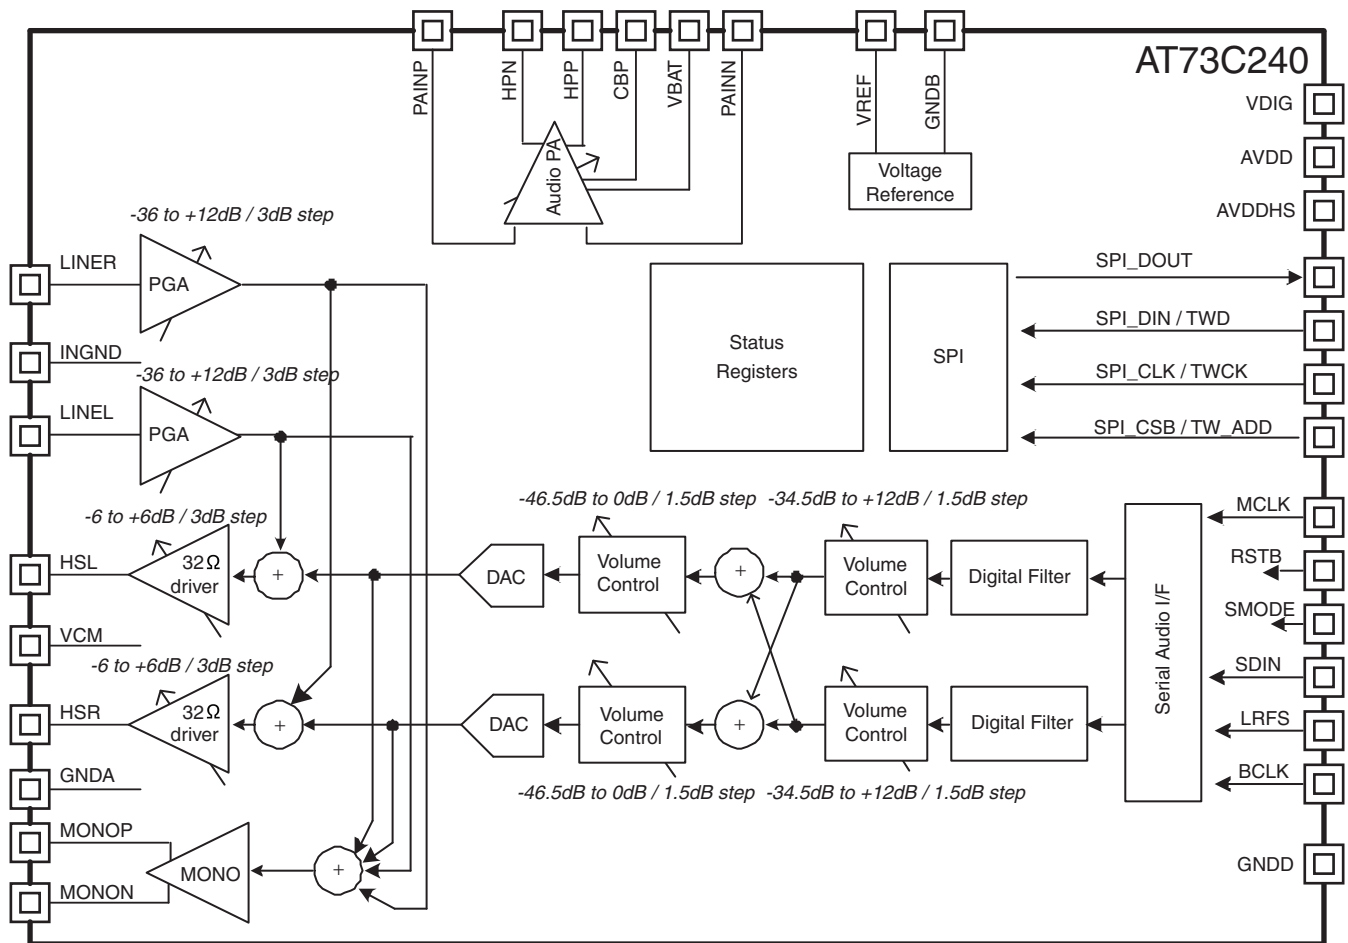 AT73C240
PAINP
HPN
HPP
CBP
VBAT
PAINN
VREF
GNDB
Audio PA
Voltage
Reference
VDIG
AVDD
AVDDHS
-36 to +12dB / 3dB step
LINER
PGA
INGND
-36 to +12dB / 3dB step
LINEL
PGA
Status
Registers
SPI
SPI_DOUT
SPI_DIN / TWD
SPI_CLK / TWCK
SPI_CSB / TW_ADD
-6 to +6dB / 3dB step
HSL
32Ω
driver
+
DAC
-46.5dB to 0dB / 1.5dB step
Volume
Control
+
-34.5dB to +12dB / 1.5dB step
Volume
Control
Digital Filter
Serial Audio I/F
MCLK
RSTB
SMODE
SDIN
LRFS
BCLK
VCM
-6 to +6dB / 3dB step
HSR
32Ω
driver
+
DAC
Volume
Control
-46.5dB to 0dB / 1.5dB step
+
Volume
Control
-34.5dB to +12dB / 1.5dB step
Digital Filter
GNDA
MONOP
MONO
+
MONON
GNDD